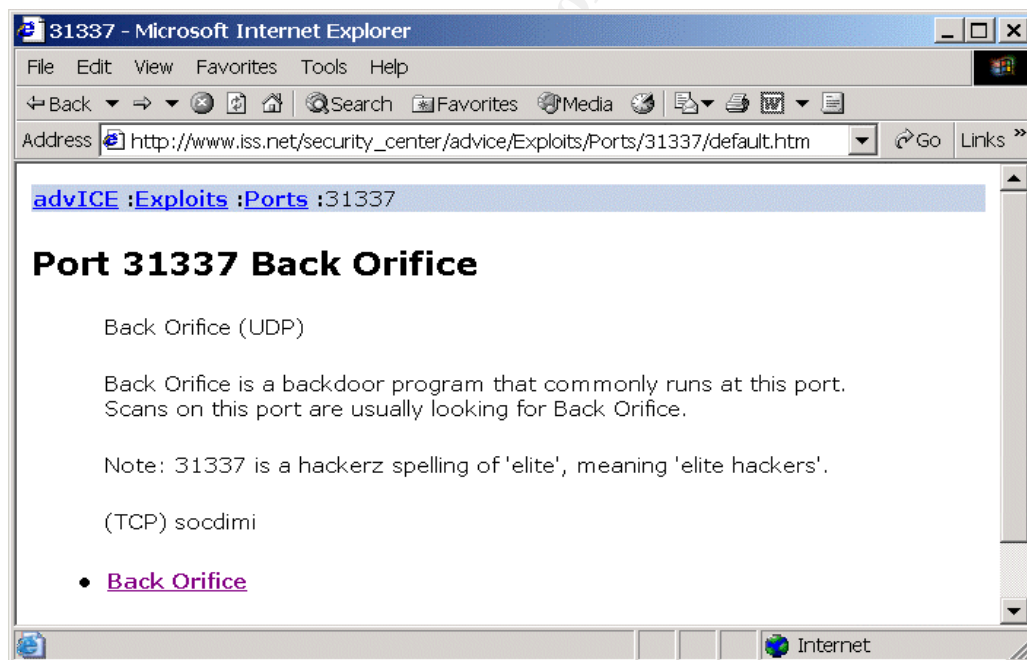 31337 - Microsoft Internet Explorer
File Edit View Favorites Tools Help
Back Search Favorites Media
Address http://www.iss.net/security_center/advice/Exploits/Ports/31337/default.htm Go Links »
advICE :Exploits :Ports :31337
Port 31337 Back Orifice
Back Orifice (UDP)
Back Orifice is a backdoor program that commonly runs at this port.
Scans on this port are usually looking for Back Orifice.
Note: 31337 is a hackerz spelling of 'elite', meaning 'elite hackers'.
(TCP) socdimi
• Back Orifice
Internet